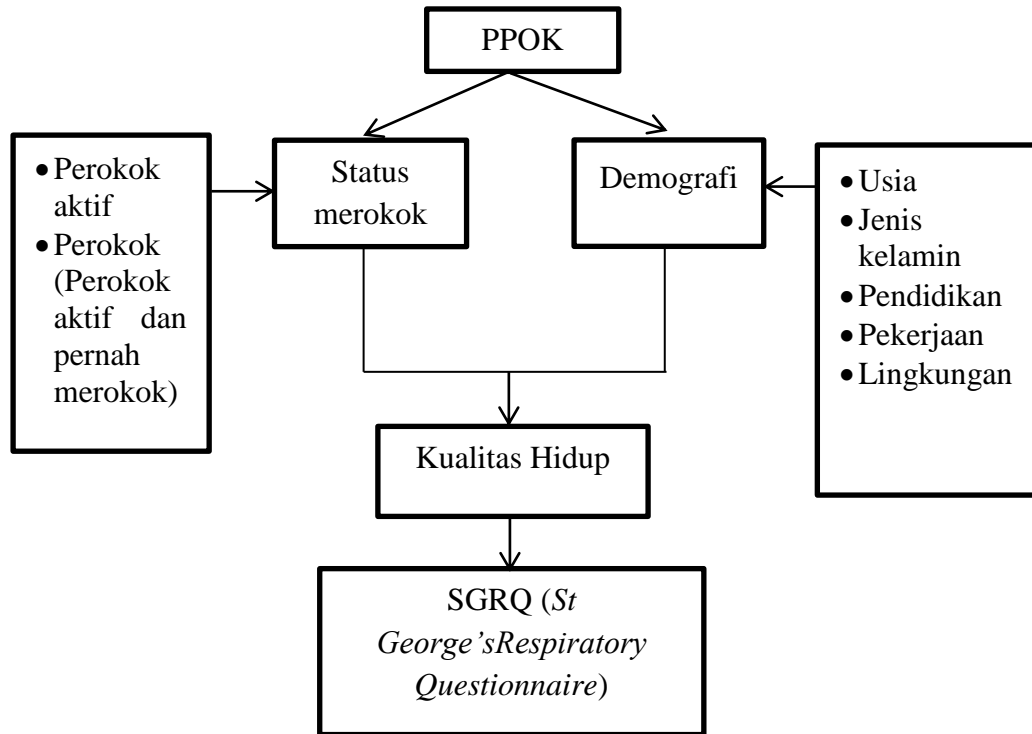 PPOK
• Perokok
aktif
• Perokok
(Perokok
aktif dan
pernah
merokok)
Status
merokok
Demografi
• Usia
• Jenis
kelamin
• Pendidikan
• Pekerjaan
• Lingkungan
Kualitas Hidup
SGRQ (St
George’sRespiratory
Questionnaire)